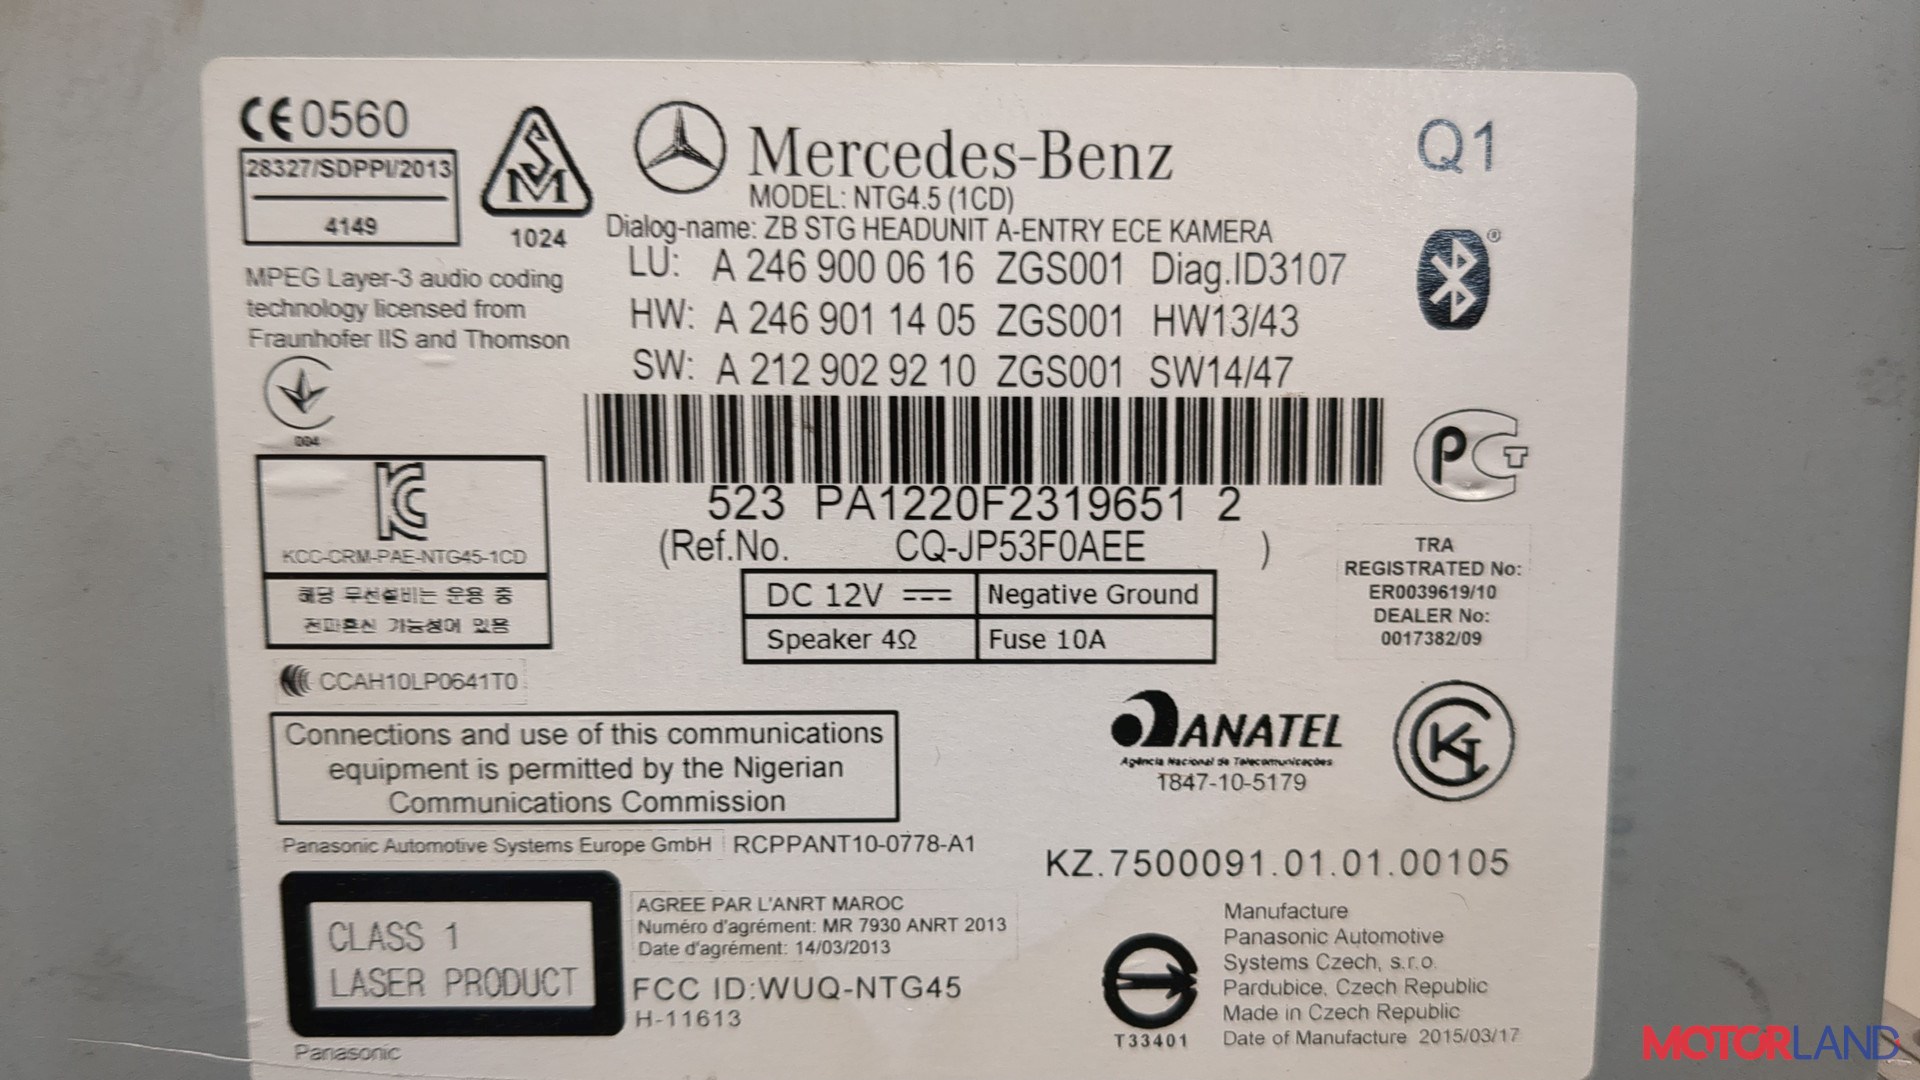 CE0560
28327/SDPPI/2013
4149
SM
1024
Mercedes-Benz
MODEL: NTG4.5 (1CD)
Dialog-name: ZB STG HEADUNIT A-ENTRY ECE KAMERA
LU: A 246 900 06 16 ZGS001 Diag.ID3107
HW: A 246 901 14 05 ZGS001 HW13/43
SW: A 212 902 92 10 ZGS001 SW14/47
Q1
®
MPEG Layer-3 audio coding
technology licensed from
Fraunhofer IIS and Thomson
004
523 PA1220F2319651 2
(Ref.No. CQ-JP53F0AEE )
DC 12V Negative Ground
Speaker 4Ω Fuse 10A
PCT
KC
KCC-CRM-PAE-NTG45-1CD
해당 무선설비는 운용 중
전파혼신 가능성이 있음
TRA
REGISTRATED No:
ER0039619/10
DEALER No:
0017382/09
CCAH10LP0641T0
Connections and use of this communications
equipment is permitted by the Nigerian
Communications Commission
ANATEL
Agência Nacional de Telecomunicações
1847-10-5179
Panasonic Automotive Systems Europe GmbH RCPPANT10-0778-A1
KZ.7500091.01.01.00105
CLASS 1
LASER PRODUCT
Panasonic
AGREE PAR L'ANRT MAROC
Numéro d'agrément: MR 7930 ANRT 2013
Date d'agrément: 14/03/2013
FCC ID:WUQ-NTG45
H-11613
T33401
Manufacture
Panasonic Automotive
Systems Czech, s.r.o.
Pardubice, Czech Republic
Made in Czech Republic
Date of Manufacture 2015/03/17
MOTORLAND